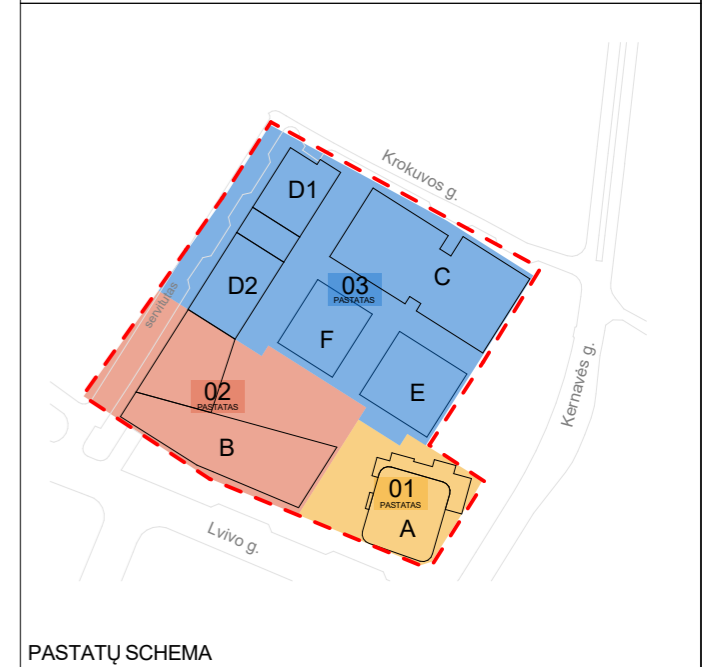 Krokuvos g.
D1
C
D2
03
PASTATAS
servitutas
F
Kernavės g.
E
02
PASTATAS
B
01
PASTATAS
A
Lvivo g.
PASTATŲ SCHEMA